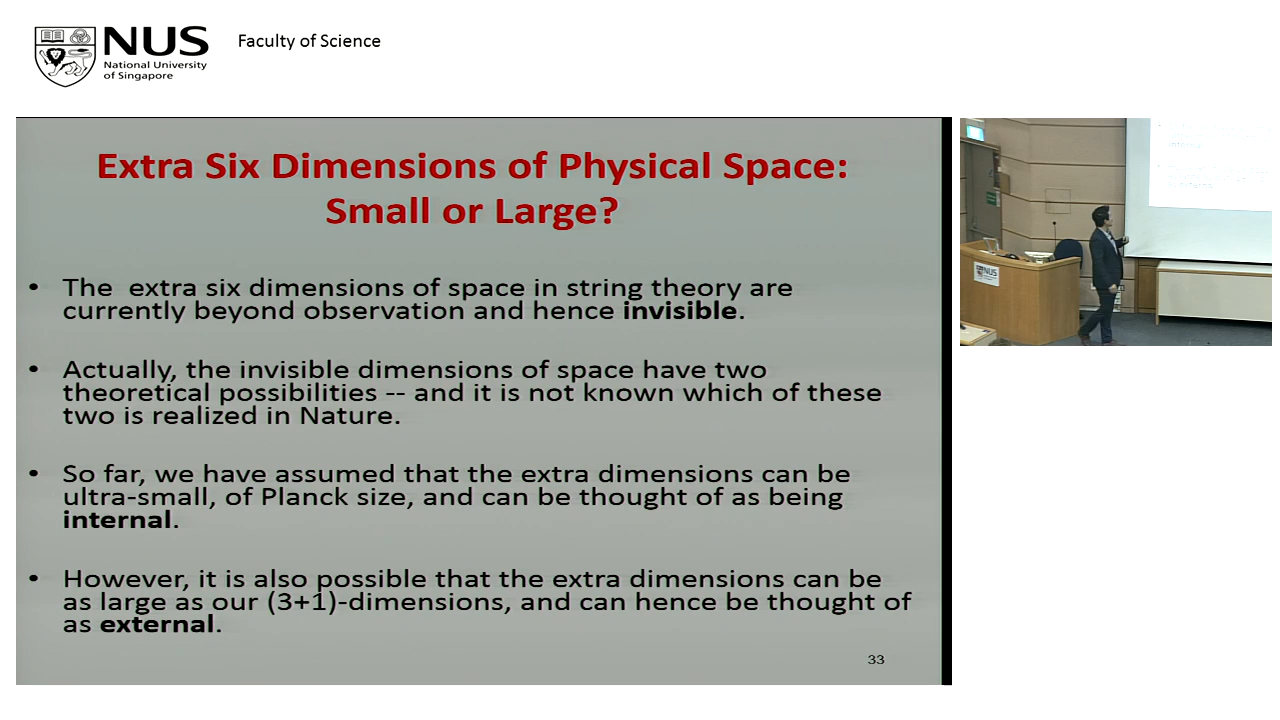 NUS
National University
of Singapore
Faculty of Science
Extra Six Dimensions of Physical Space:
Small or Large?
• The extra six dimensions of space in string theory are
currently beyond observation and hence invisible.
• Actually, the invisible dimensions of space have two
theoretical possibilities -- and it is not known which of these
two is realized in Nature.
• So far, we have assumed that the extra dimensions can be
ultra-small, of Planck size, and can be thought of as being
internal.
• However, it is also possible that the extra dimensions can be
as large as our (3+1)-dimensions, and can hence be thought of
as external.
33
NUS